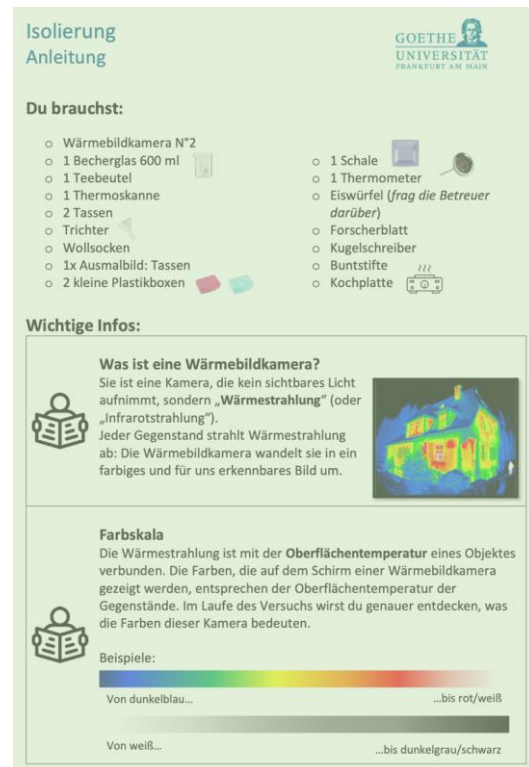 Isolierung
Anleitung
GOETHE
UNIVERSITÄT
FRANKFURT AM MAIN
Du brauchst:
o Wärmebildkamera N°2
o 1 Becherglas 600 ml
o 1 Teebeutel
o 1 Thermoskanne
o 2 Tassen
o Trichter
o Wollsocken
o 1x Ausmalbild: Tassen
o 2 kleine Plastikboxen
o 1 Schale
o 1 Thermometer
o Eiswürfel (frag die Betreuer
darüber)
o Forscherblatt
o Kugelschreiber
o Buntstifte
o Kochplatte
Wichtige Infos:
Was ist eine Wärmebildkamera?
Sie ist eine Kamera, die kein sichtbares Licht
aufnimmt, sondern „Wärmestrahlung“ (oder
„Infrarotstrahlung“).
Jeder Gegenstand strahlt Wärmestrahlung
ab: Die Wärmebildkamera wandelt sie in ein
farbiges und für uns erkennbares Bild um.
Farbskala
Die Wärmestrahlung ist mit der Oberflächentemperatur eines Objektes
verbunden. Die Farben, die auf dem Schirm einer Wärmebildkamera
gezeigt werden, entsprechen der Oberflächentemperatur der
Gegenstände. Im Laufe des Versuchs wirst du genauer entdecken, was
die Farben dieser Kamera bedeuten.
Beispiele:
Von dunkelblau... ...bis rot/weiß
Von weiß... ...bis dunkelgrau/schwarz